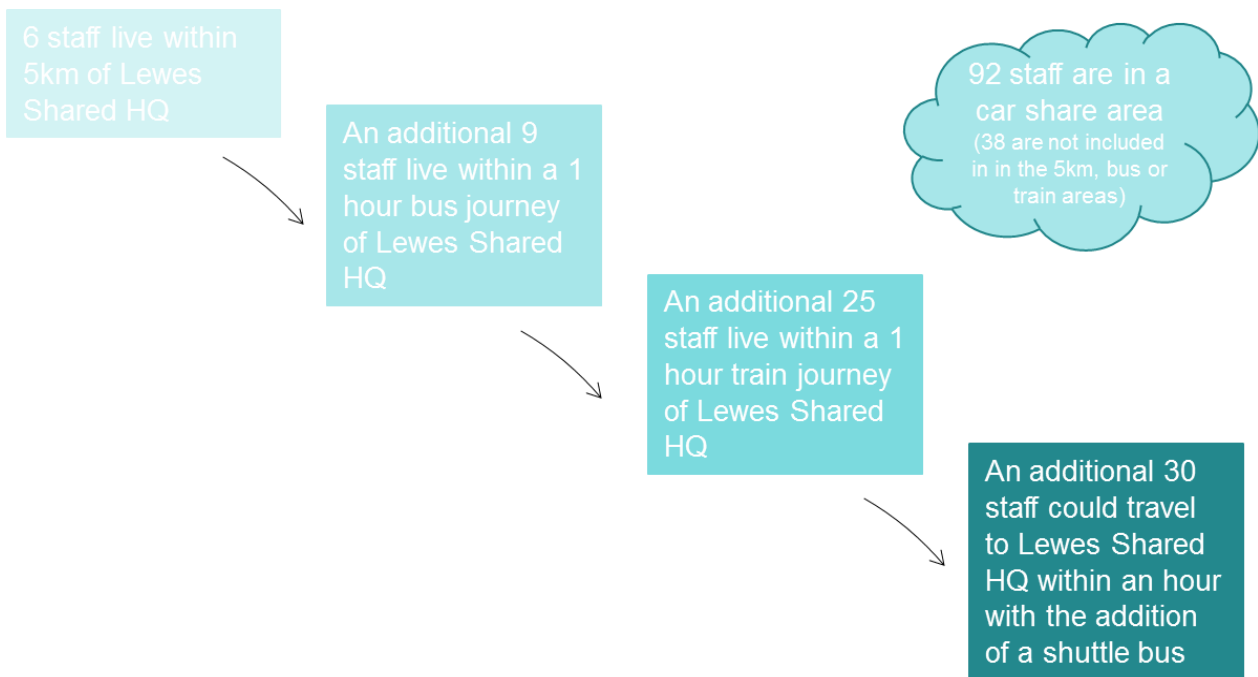 6 staff live within
5km of Lewes
Shared HQ
An additional 9
staff live within a 1
hour bus journey
of Lewes Shared
HQ
An additional 25
staff live within a 1
hour train journey
of Lewes Shared
HQ
An additional 30
staff could travel
to Lewes Shared
HQ within an hour
with the addition
of a shuttle bus
92 staff are in a
car share area
(38 are not included
in in the 5km, bus or
train areas)